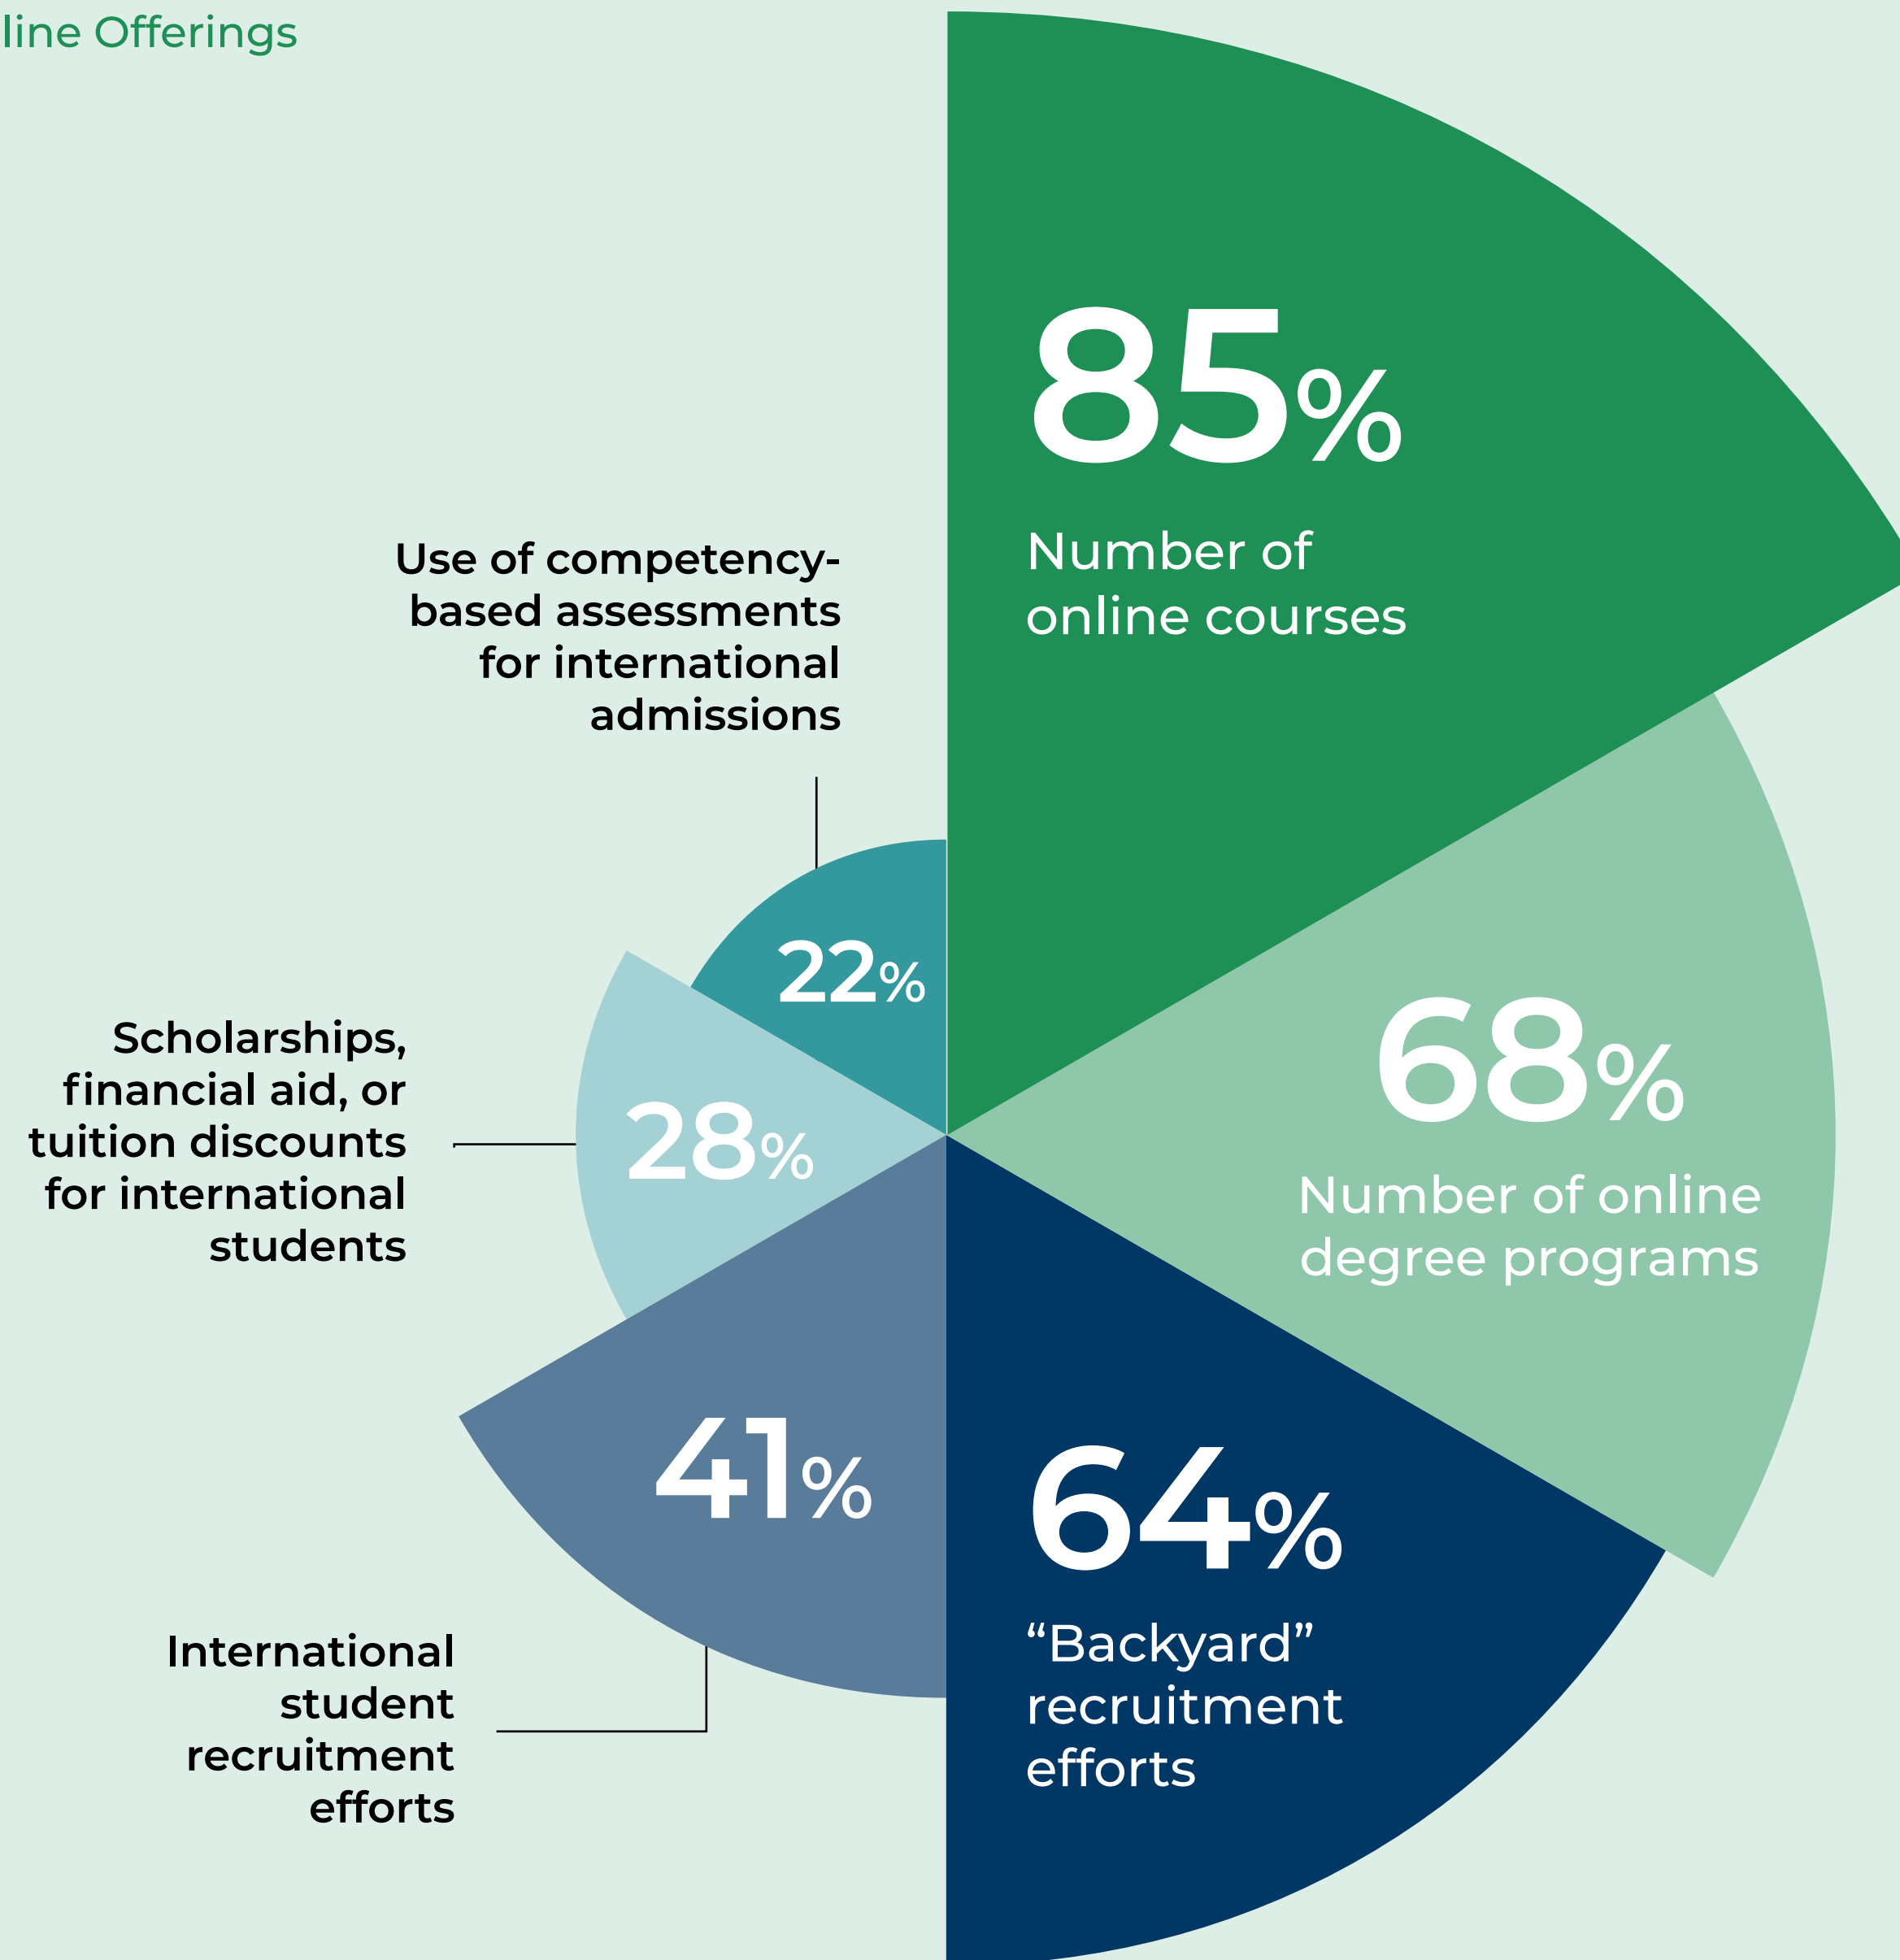 line Offerings
85%
Number of
online courses
Use of competency-
based assessments
for international
admissions
22%
68%
Number of online
degree programs
Scholarships,
financial aid, or
tuition discounts
for international
students
28%
41%
International
student
recruitment
efforts
64%
“Backyard”
recruitment
efforts